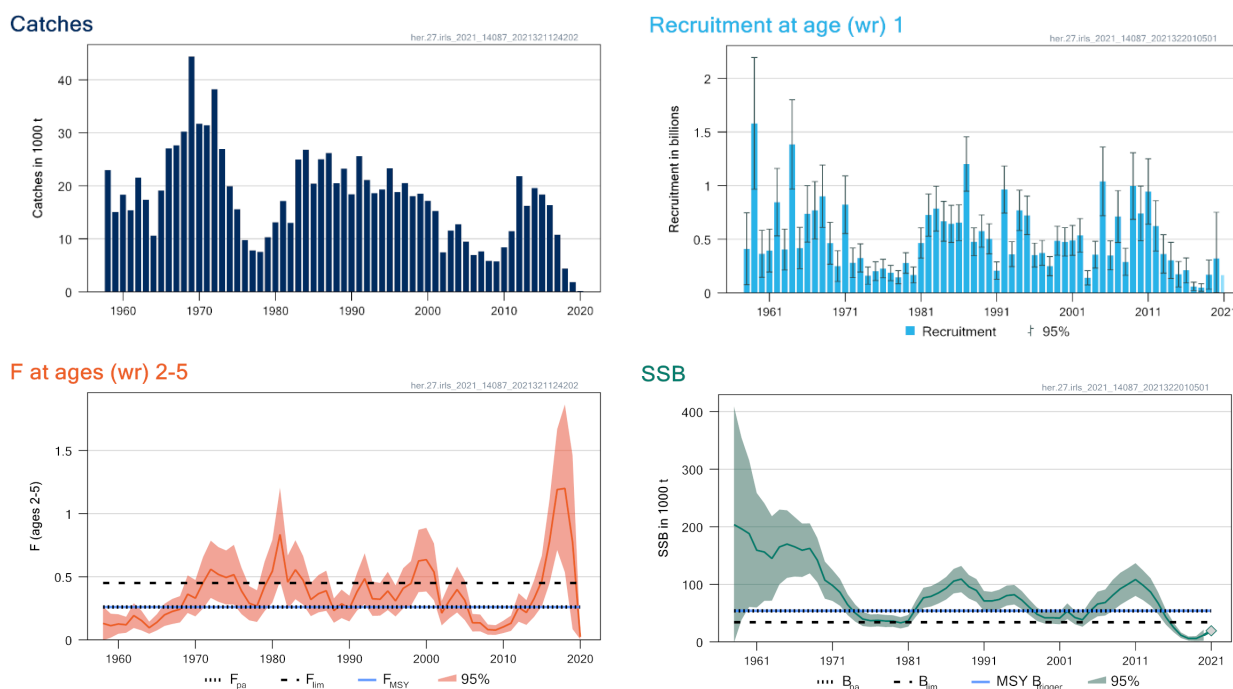 Catches
her.27.irls_2021_14087_2021321124202
Catches in 1000 t
40
30
20
10
0
1960 1970 1980 1990 2000 2010 2020
Recruitment at age (wr) 1
her.27.irls_2021_14087_2021322010501
Recruitment in billions
2
1.5
1
0.5
0
1961 1971 1981 1991 2001 2011 2021
Recruitment 95%
F at ages (wr) 2-5
her.27.irls_2021_14087_2021321124202
F (ages 2-5)
1.5
1
0.5
0
1960 1970 1980 1990 2000 2010 2020
Fpa Flim FMSY 95%
SSB
her.27.irls_2021_14087_2021322010501
SSB in 1000 t
400
300
200
100
0
1961 1971 1981 1991 2001 2011 2021
Bpa Blim MSY Btrigger 95%